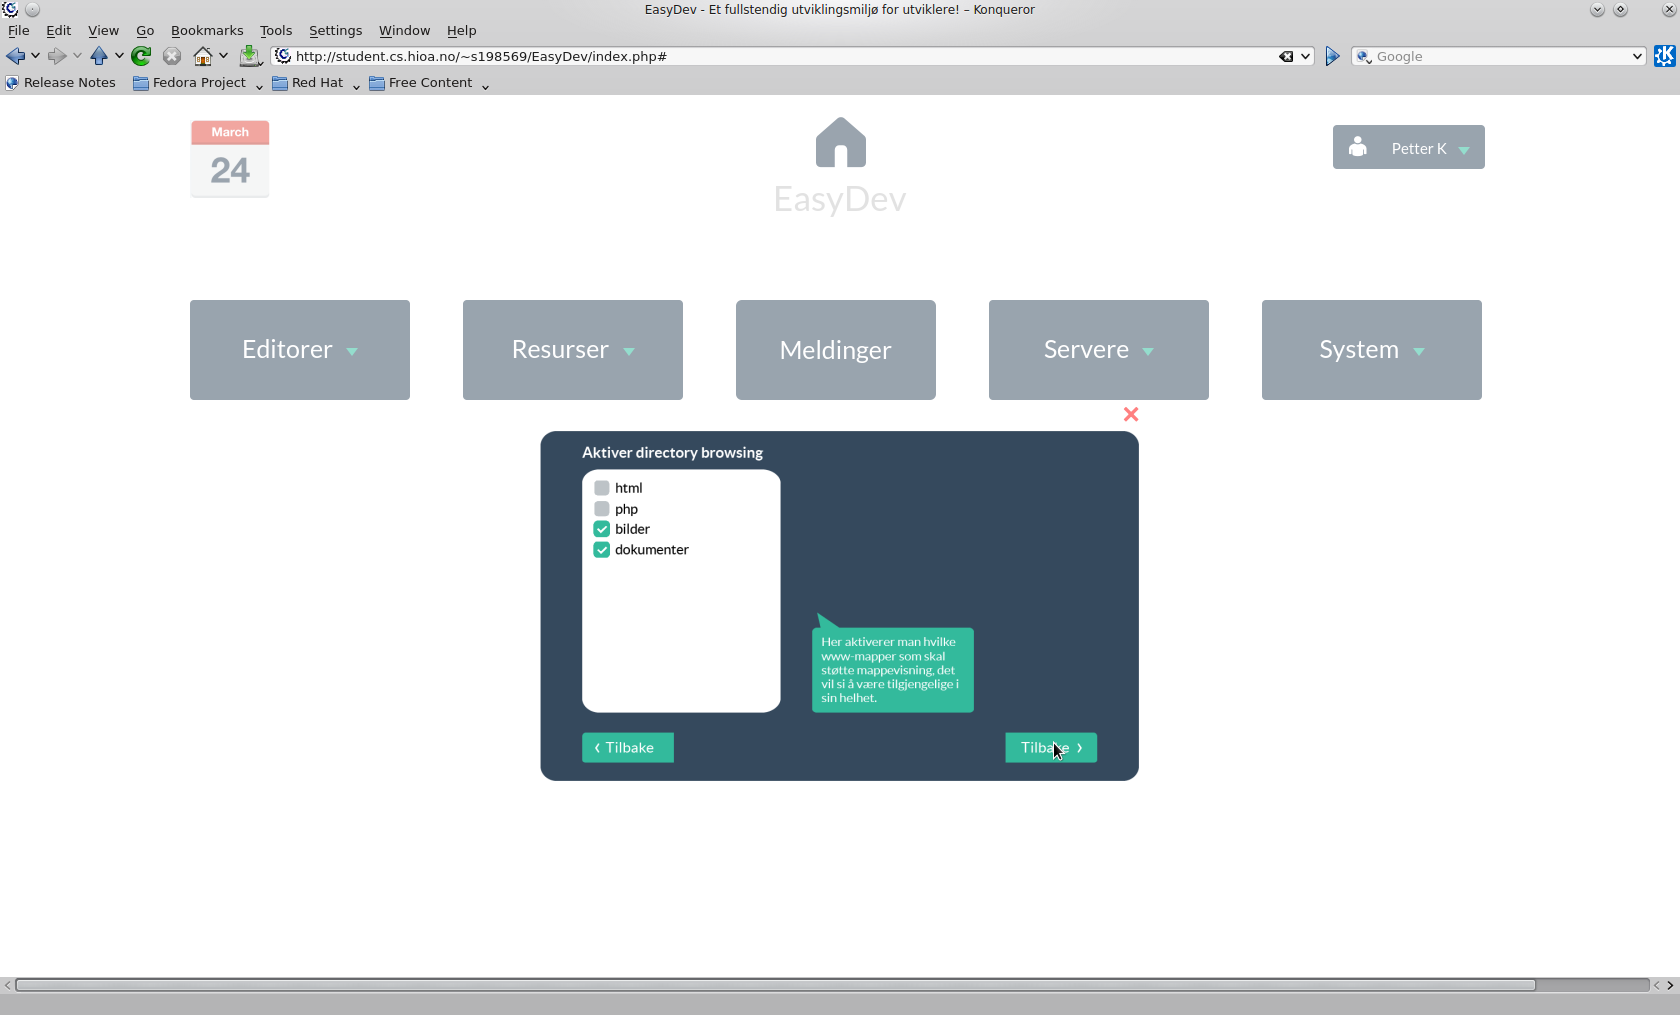 EasyDev - Et fullstendig utviklingsmiljø for utviklere! – Konqueror
File Edit View Go Bookmarks Tools Settings Window Help
http://student.cs.hioa.no/~s198569/EasyDev/index.php# Google
Release Notes Fedora Project Red Hat Free Content
March
24
EasyDev
Petter K
Editorer Resurser Meldinger Servere System
Aktiver directory browsing
html
php
bilder
dokumenter
Her aktiverer man hvilke
www-mapper som skal
støtte mappevisning, det
vil si å være tilgjengelige i
sin helhet.
‹ Tilbake Tilbake ›